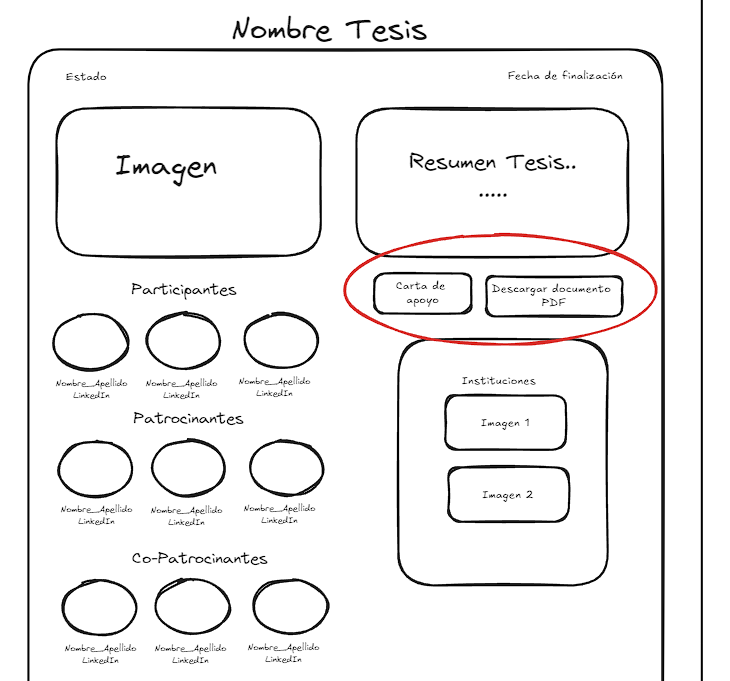 Nombre Tesis
Estado
Fecha de finalización
Imagen
Resumen Tesis..
.....
Carta de
apoyo
Descargar documento
PDF
Participantes
Nombre_Apellido
LinkedIn
Nombre_Apellido
LinkedIn
Nombre_Apellido
LinkedIn
Patrocinantes
Nombre_Apellido
LinkedIn
Nombre_Apellido
LinkedIn
Nombre_Apellido
LinkedIn
Co-Patrocinantes
Nombre_Apellido
LinkedIn
Nombre_Apellido
LinkedIn
Nombre_Apellido
LinkedIn
Instituciones
Imagen 1
Imagen 2